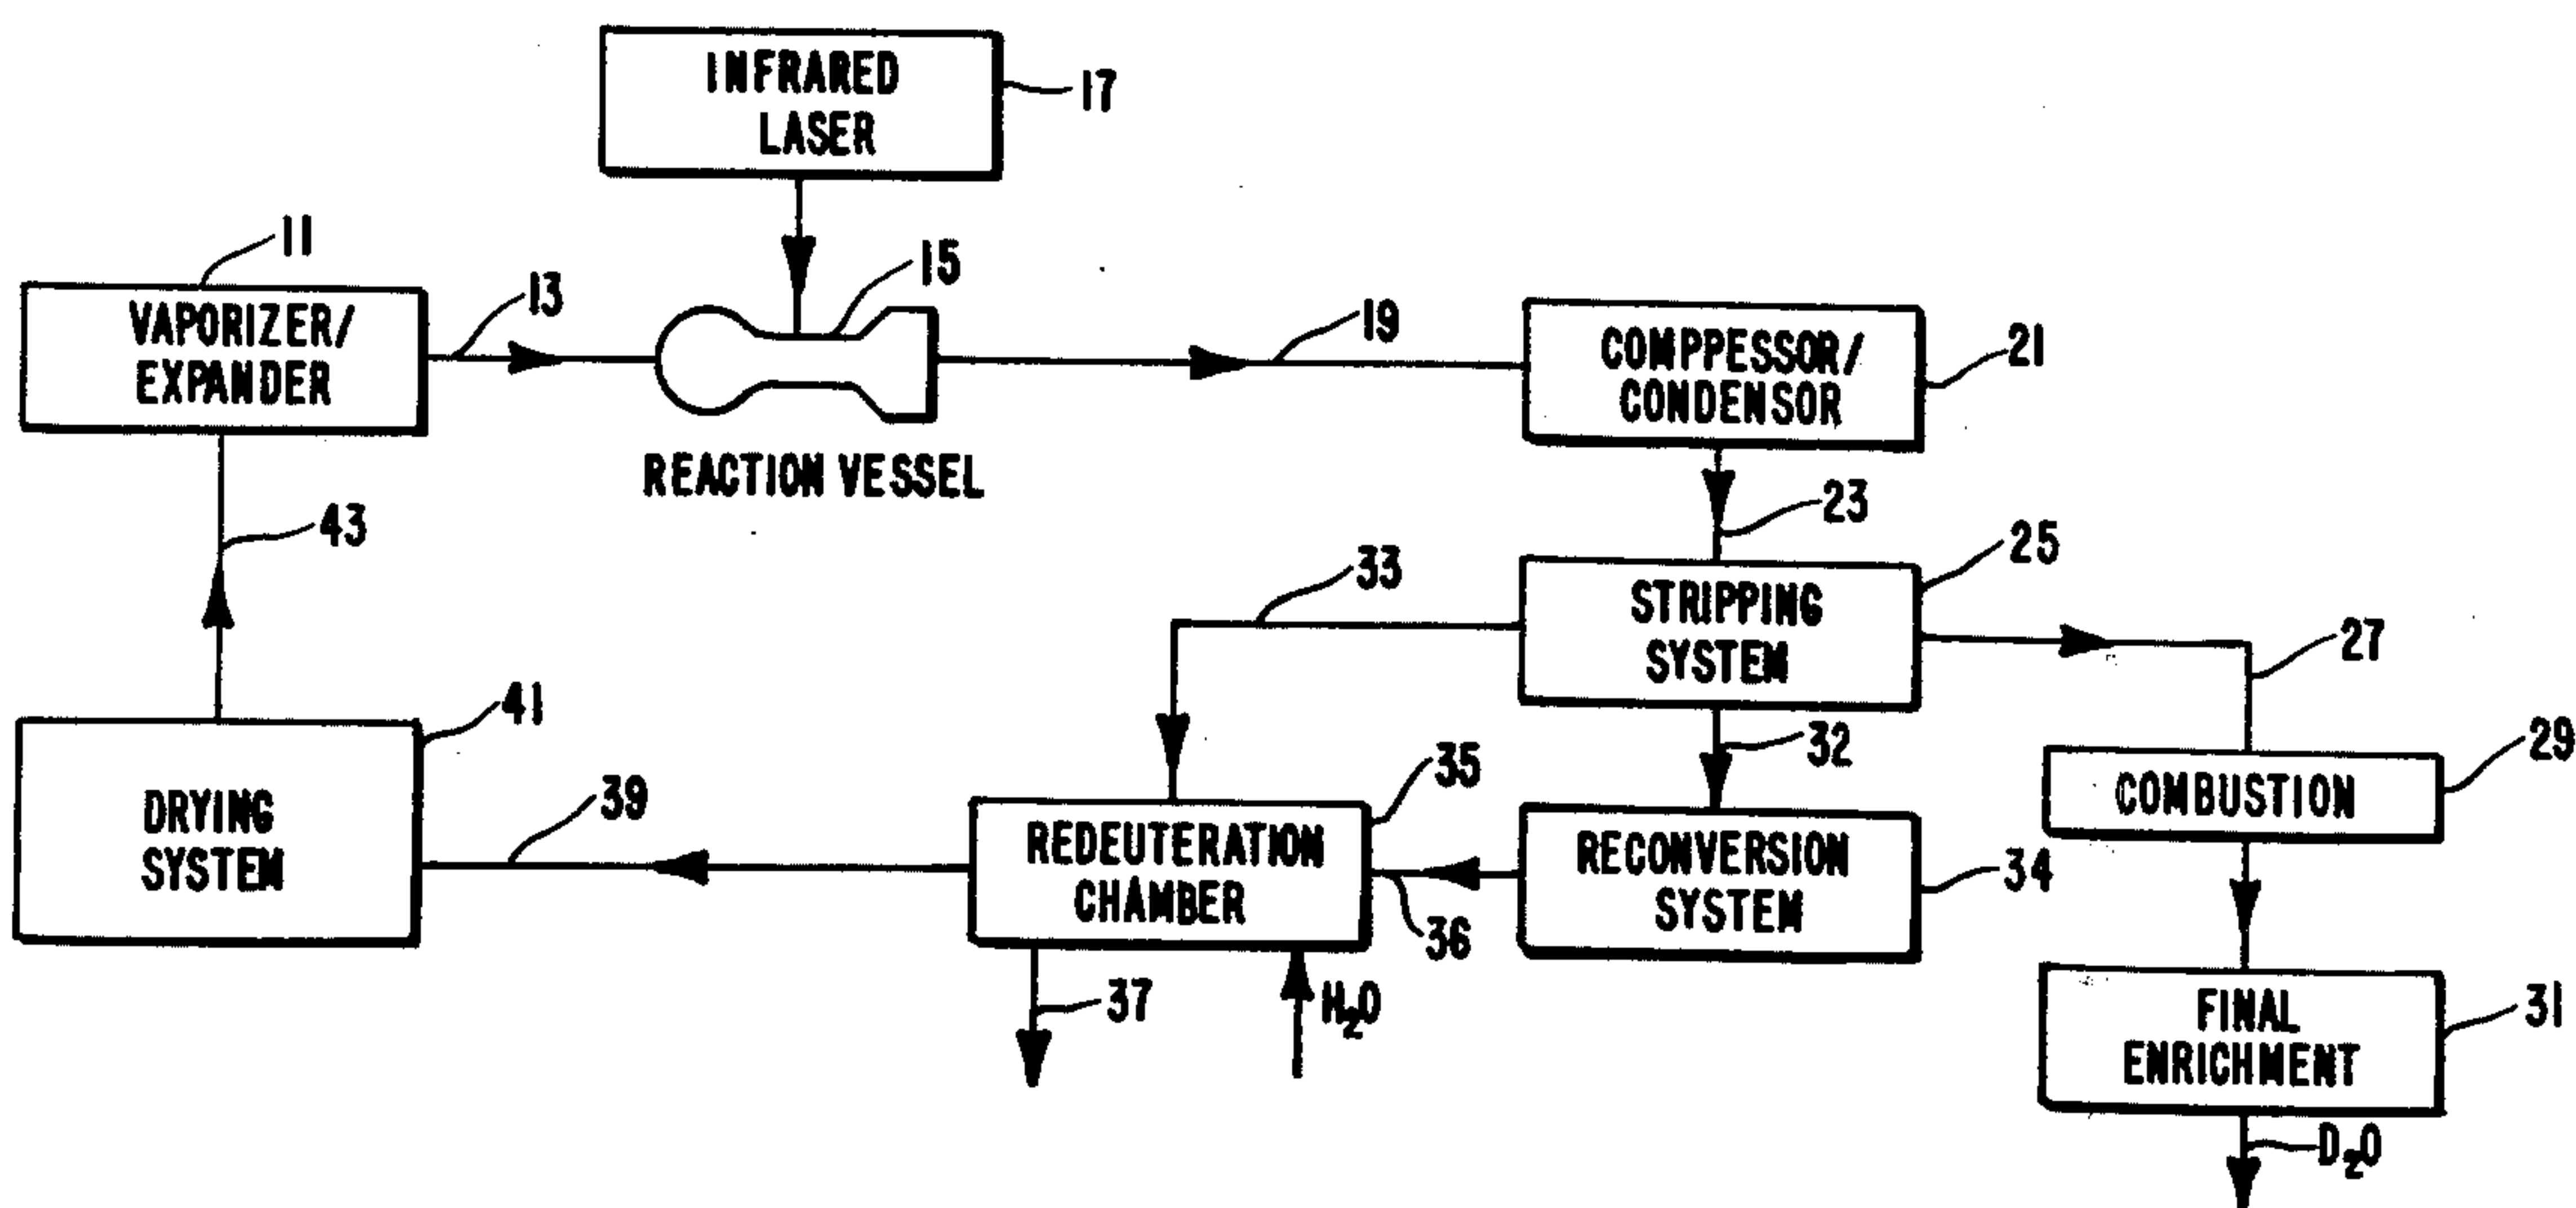 INFRARED
LASER
17
11
VAPORIZER/
EXPANDER
13
15
REACTION VESSEL
19
COMPPESSOR/
CONDENSOR
21
23
43
33
STRIPPING
SYSTEM
25
27
41
DRYING
SYSTEM
39
REDEUTERATION
CHAMBER
35
32
RECONVERSION
SYSTEM
34
36
COMBUSTION
29
37
H₂O
FINAL
ENRICHMENT
31
D₂O